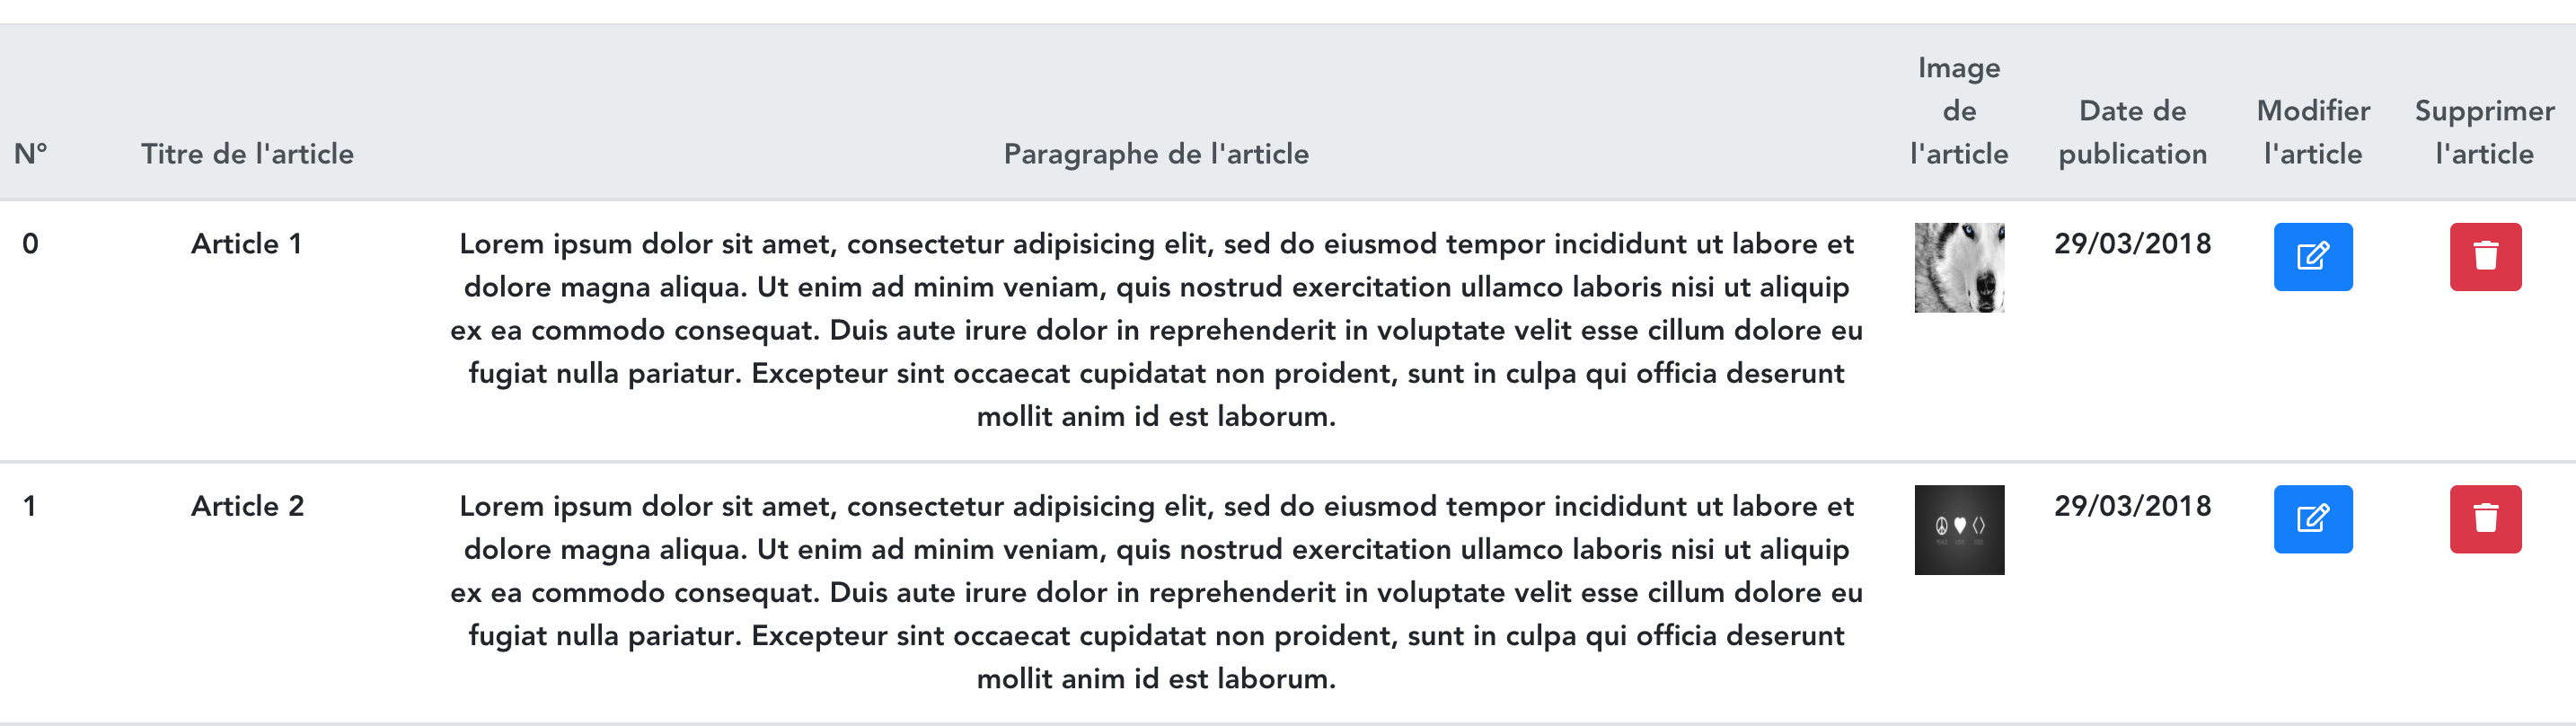 N°
Titre de l'article
Paragraphe de l'article
Image
de
l'article
Date de
publication
Modifier
l'article
Supprimer
l'article
0
Article 1
Lorem ipsum dolor sit amet, consectetur adipisicing elit, sed do eiusmod tempor incididunt ut labore et
dolore magna aliqua. Ut enim ad minim veniam, quis nostrud exercitation ullamco laboris nisi ut aliquip
ex ea commodo consequat. Duis aute irure dolor in reprehenderit in voluptate velit esse cillum dolore eu
fugiat nulla pariatur. Excepteur sint occaecat cupidatat non proident, sunt in culpa qui officia deserunt
mollit anim id est laborum.
29/03/2018
1
Article 2
Lorem ipsum dolor sit amet, consectetur adipisicing elit, sed do eiusmod tempor incididunt ut labore et
dolore magna aliqua. Ut enim ad minim veniam, quis nostrud exercitation ullamco laboris nisi ut aliquip
ex ea commodo consequat. Duis aute irure dolor in reprehenderit in voluptate velit esse cillum dolore eu
fugiat nulla pariatur. Excepteur sint occaecat cupidatat non proident, sunt in culpa qui officia deserunt
mollit anim id est laborum.
29/03/2018